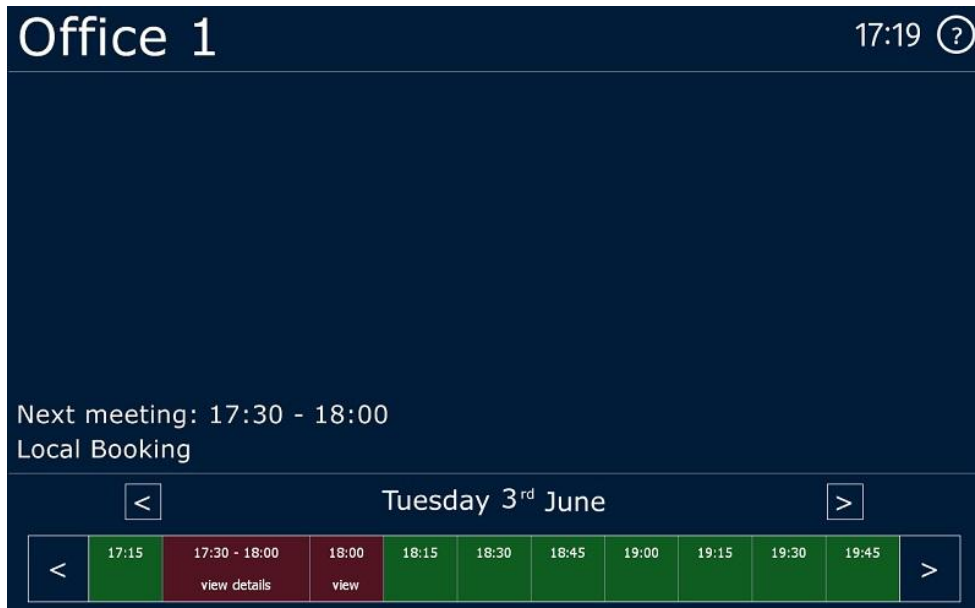 Office 1 17:19 ?
Next meeting: 17:30 - 18:00
Local Booking
< Tuesday 3rd June >
< 17:15 17:30 - 18:00 18:00 18:15 18:30 18:45 19:00 19:15 19:30 19:45 >
view details view